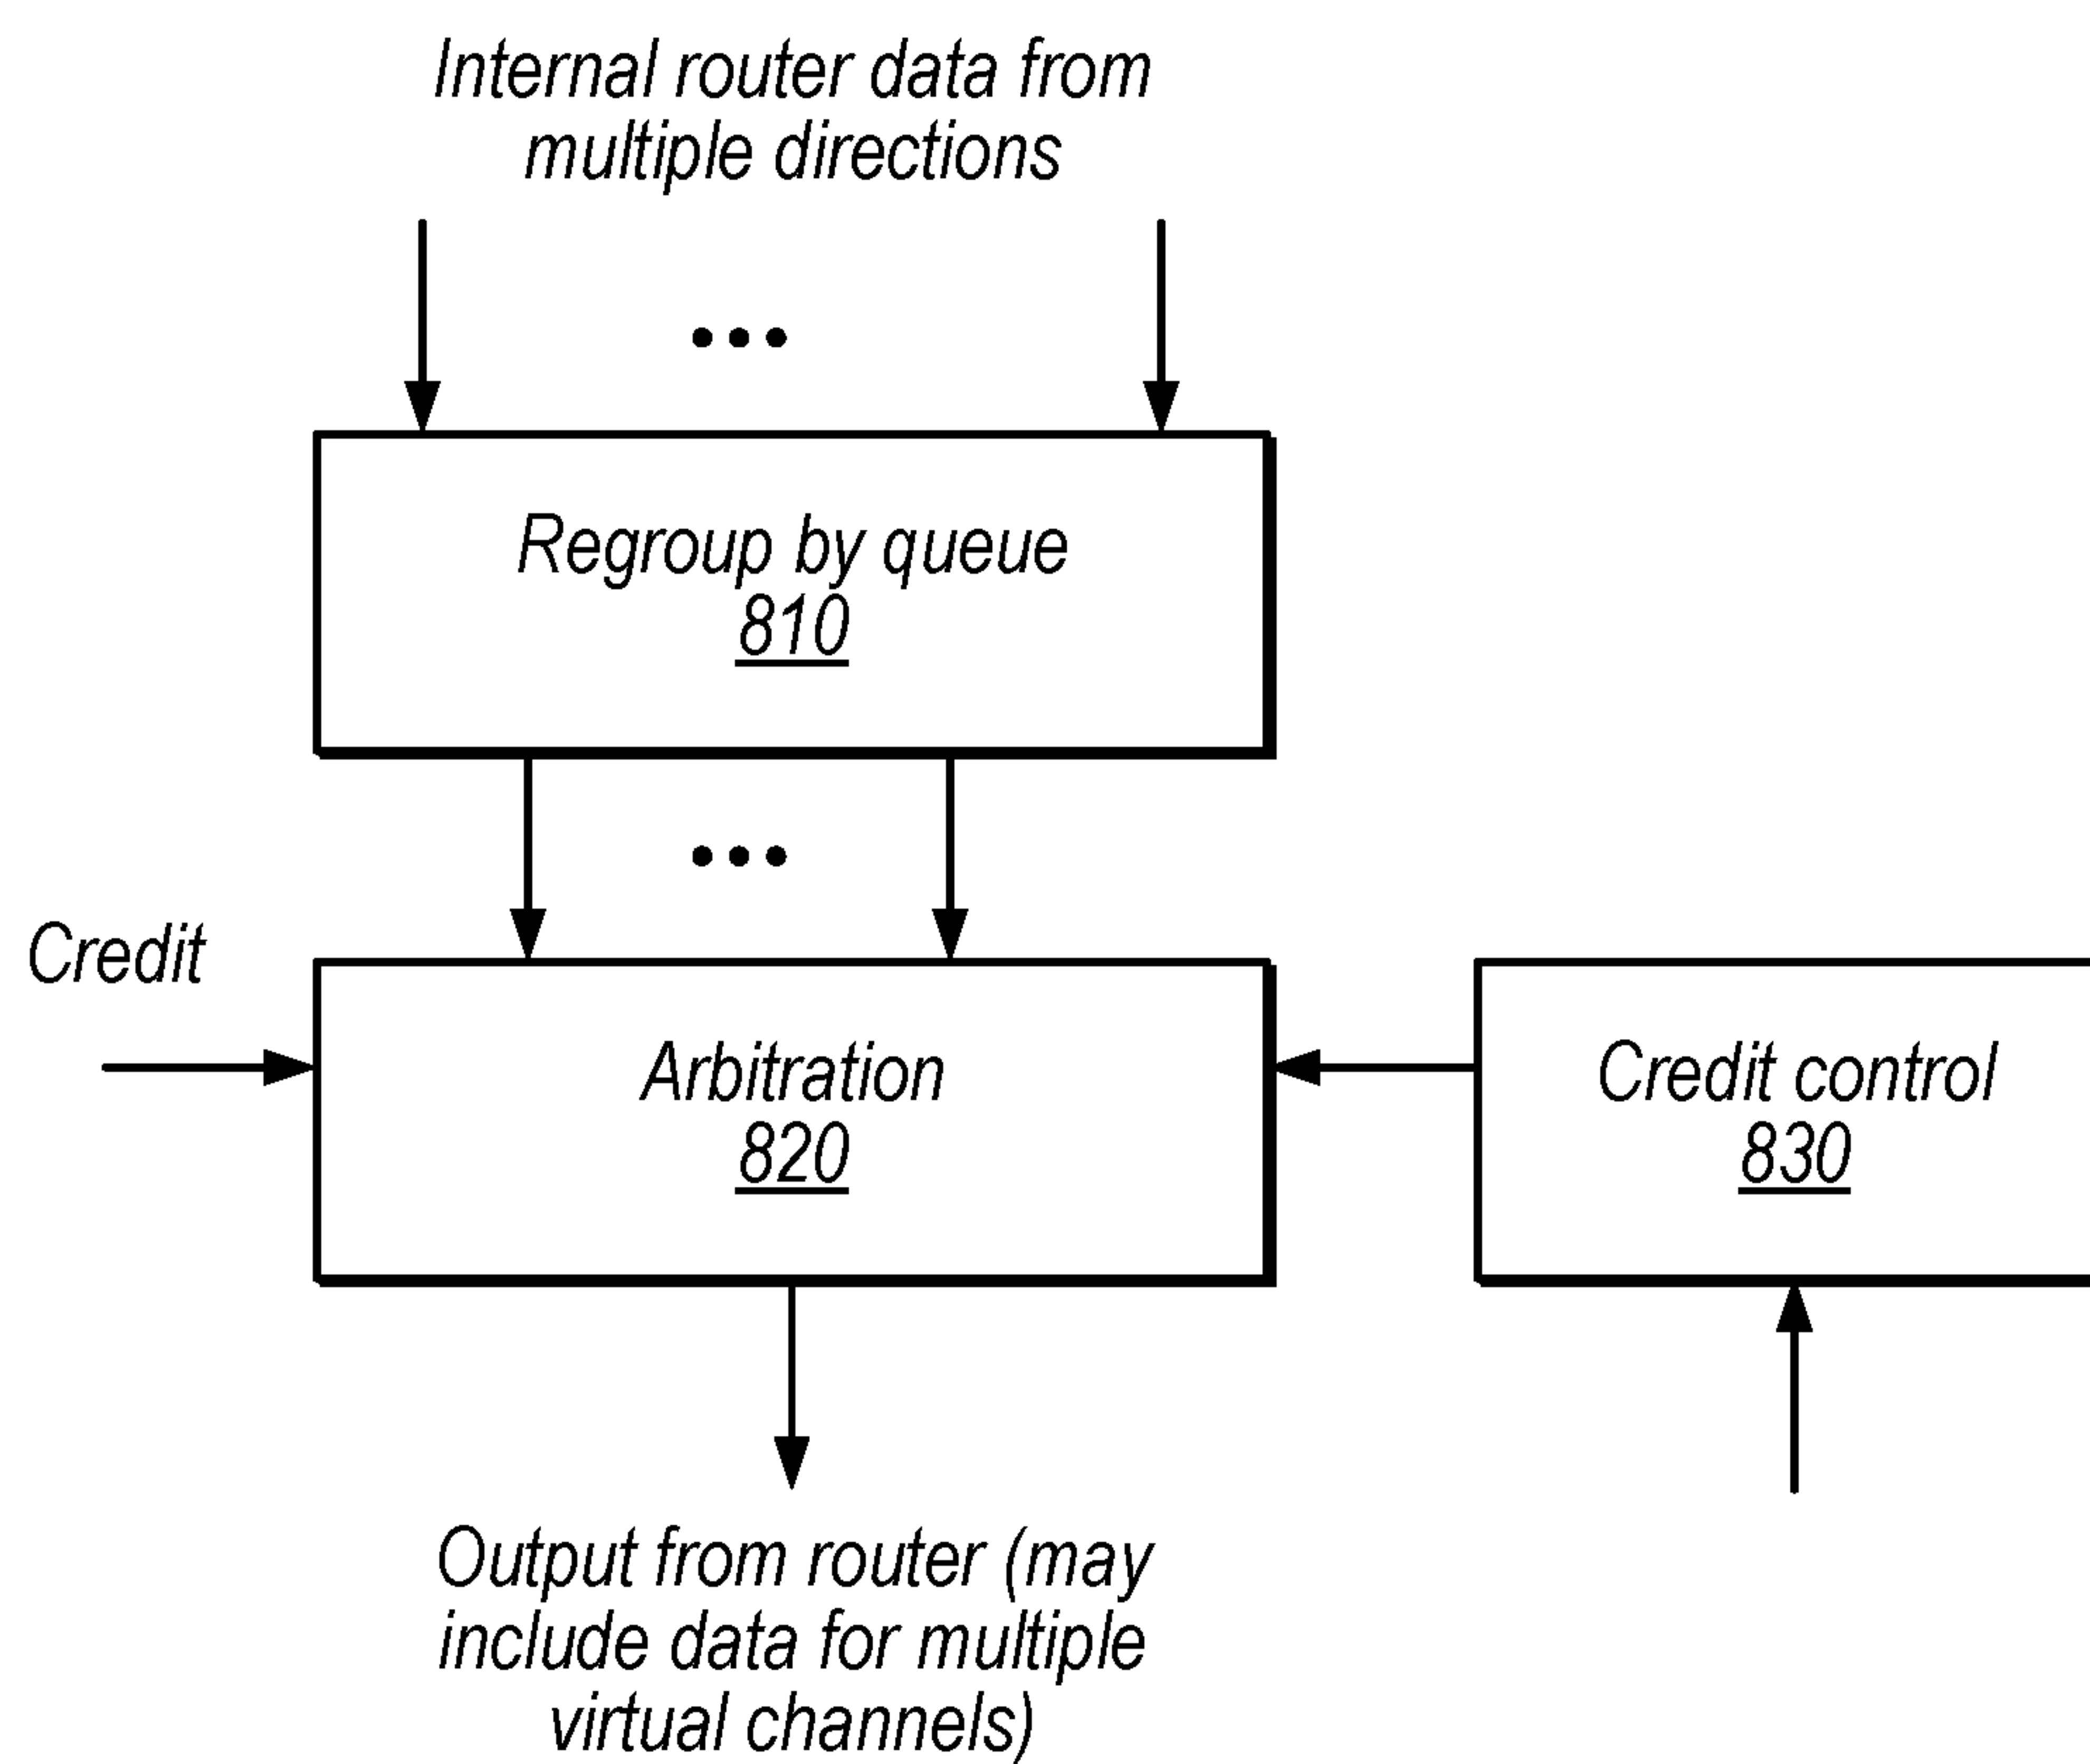 Internal router data from
multiple directions
Regroup by queue
810
Credit
Arbitration
820
Credit control
830
Output from router (may
include data for multiple
virtual channels)